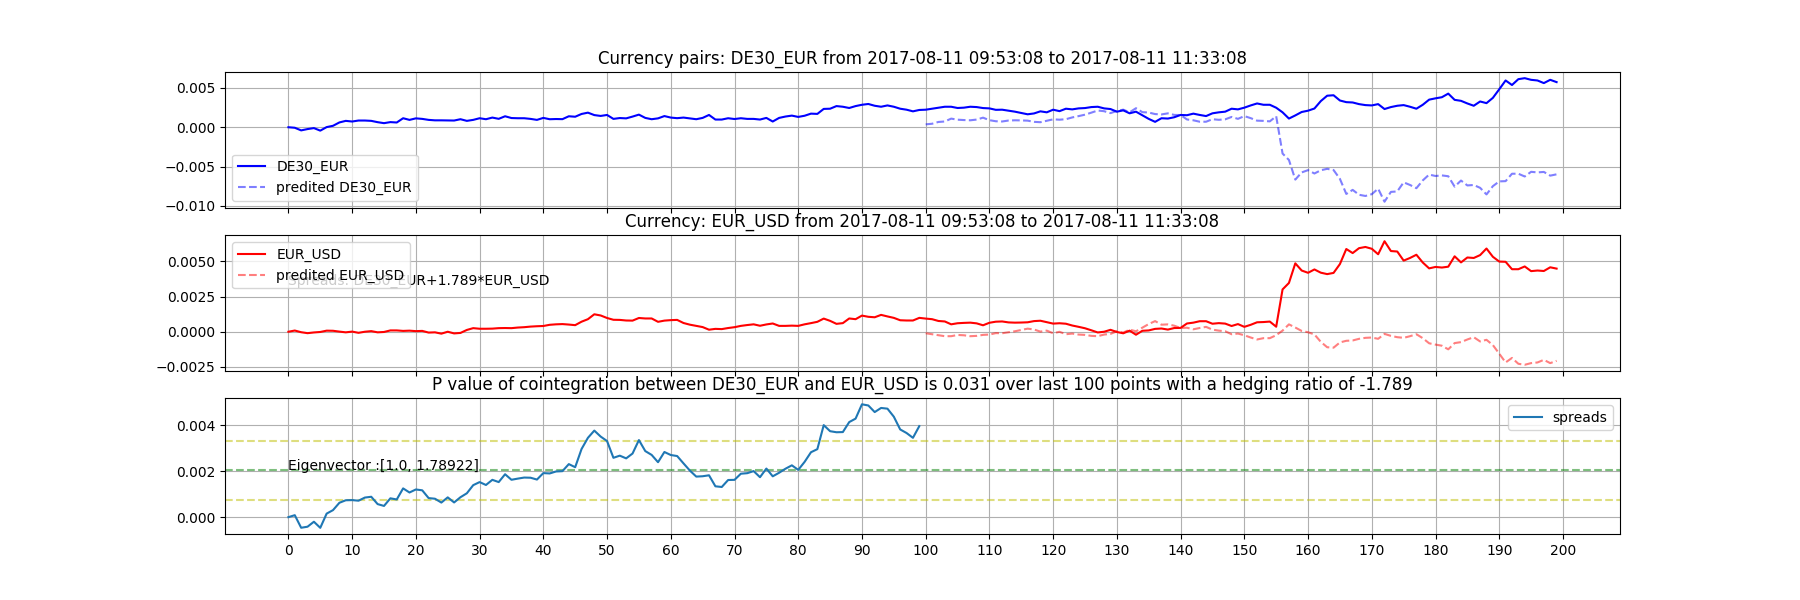 Currency pairs: DE30_EUR from 2017-08-11 09:53:08 to 2017-08-11 11:33:08
0.005
0.000
−0.005
−0.010
DE30_EUR
predited DE30_EUR
Currency: EUR_USD from 2017-08-11 09:53:08 to 2017-08-11 11:33:08
0.0050
0.0025
0.0000
−0.0025
EUR_USD
predited EUR_USD
Spreads: DE30_EUR+1.789*EUR_USD
P value of cointegration between DE30_EUR and EUR_USD is 0.031 over last 100 points with a hedging ratio of -1.789
0.004
0.002
0.000
spreads
Eigenvector :[1.0, 1.78922]
0 10 20 30 40 50 60 70 80 90 100 110 120 130 140 150 160 170 180 190 200